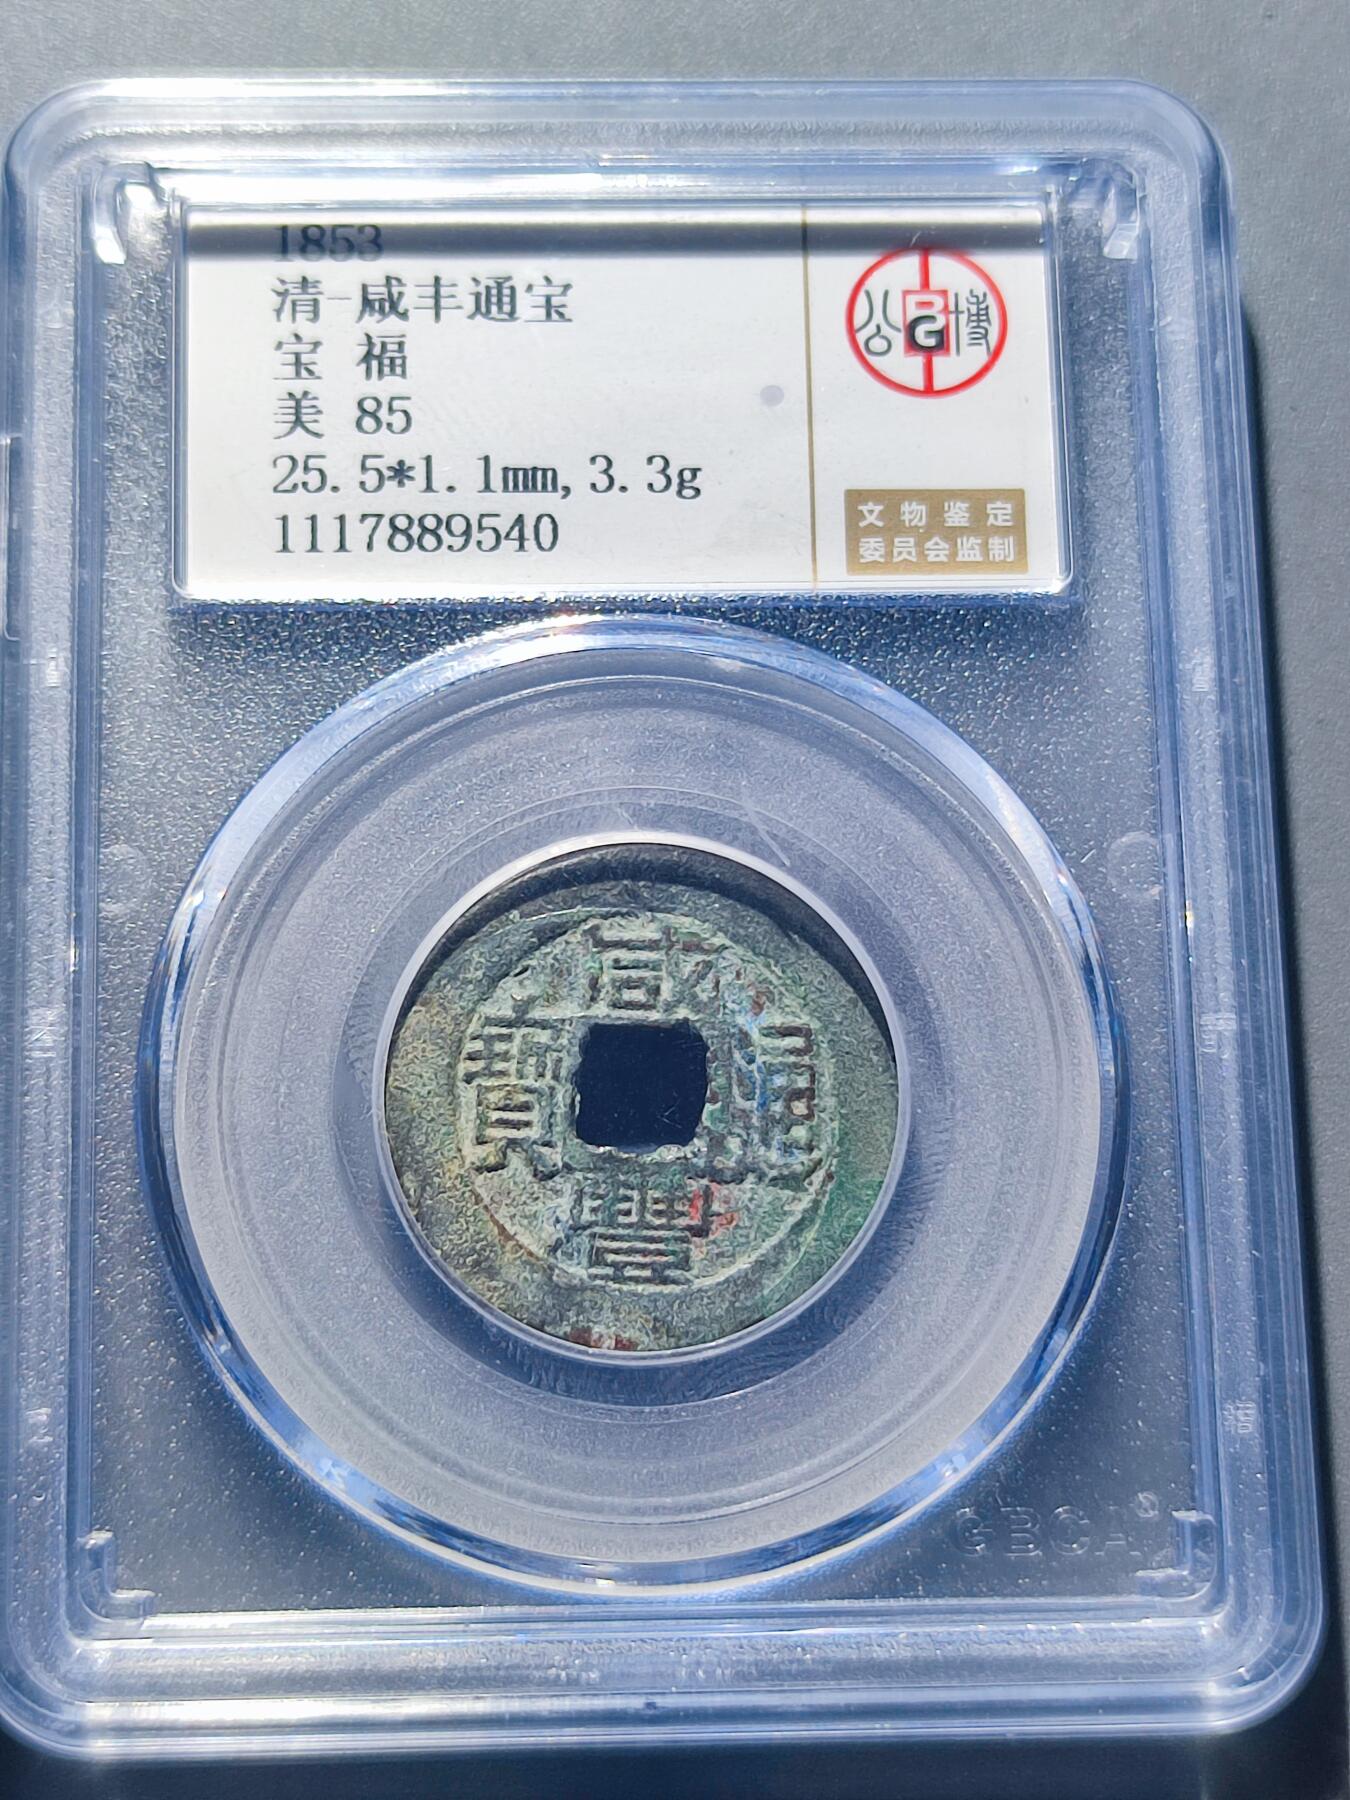 1853
清-咸丰通宝
宝 福
美 85
25.5*1.1mm,3.3g
1117889540
公 BG 博
文物鉴定
委员会监制
咸
寶 通
豐
GBCA